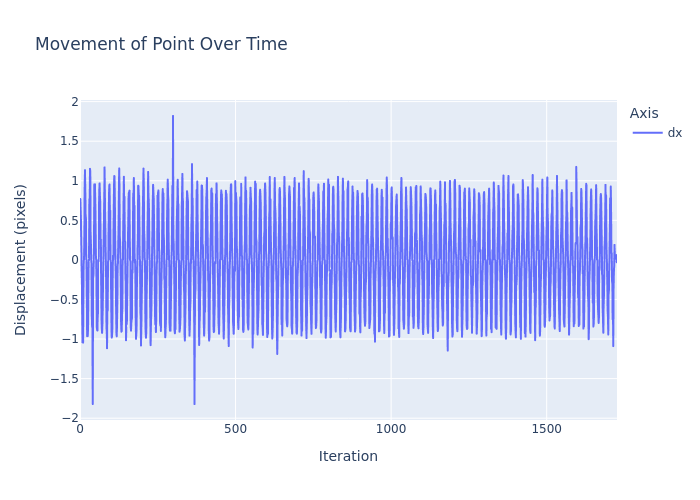 Movement of Point Over Time
Displacement (pixels)
2
1.5
1
0.5
0
−0.5
−1
−1.5
−2
0
500
1000
1500
Iteration
Axis
dx